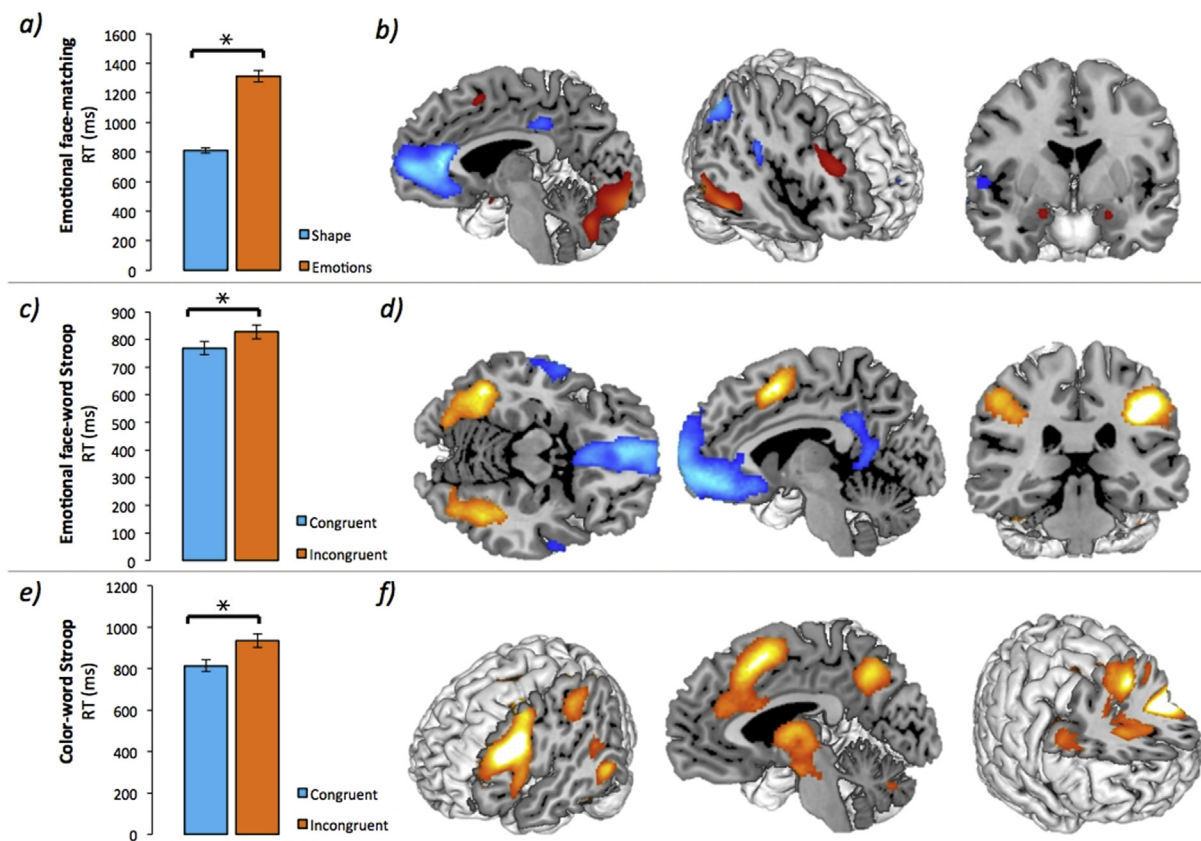 a)
Emotional face-matching
RT (ms)
1600
1400
1200
1000
800
600
400
200
0
*
Shape
Emotions
b)
c)
Emotional face-word Stroop
RT (ms)
900
800
700
600
500
400
300
200
100
0
*
Congruent
Incongruent
d)
e)
Color-word Stroop
RT (ms)
1200
1000
800
600
400
200
0
*
Congruent
Incongruent
f)